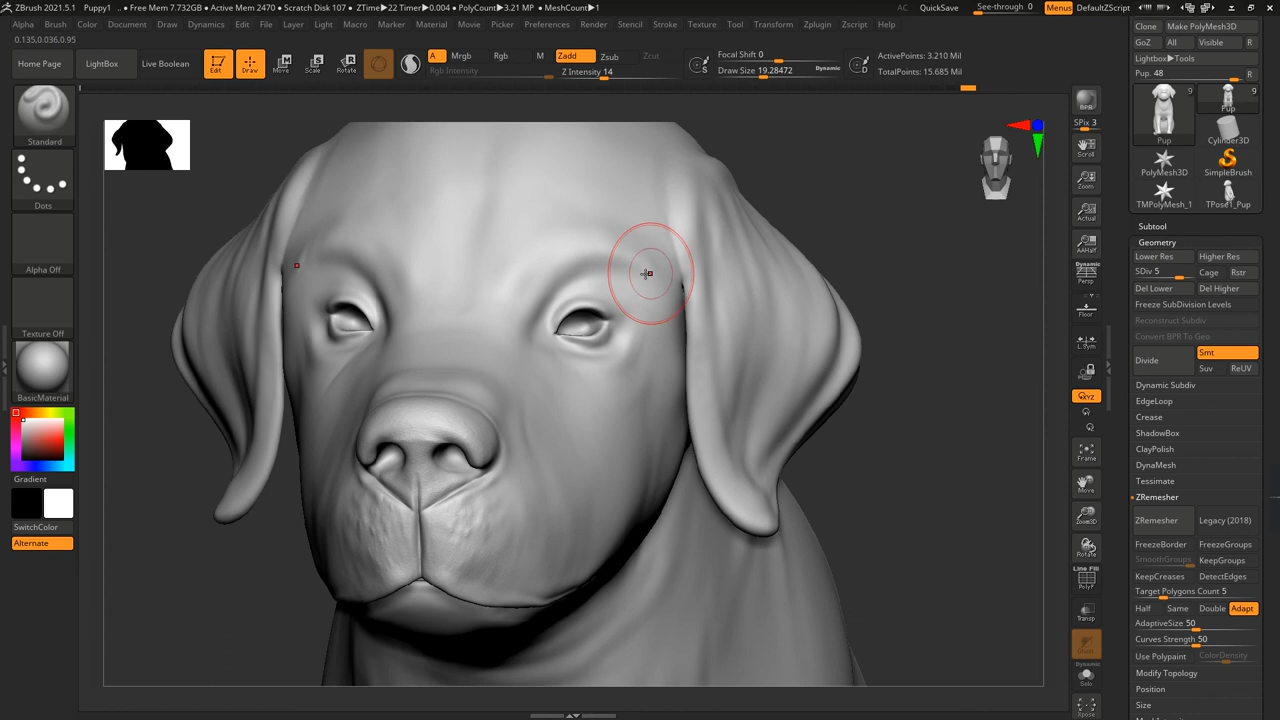 ZBrush 2021.5.1 Puppy1 .. • Free Mem 7.732GB • Active Mem 2470 • Scratch Disk 107 • ZTime▶22 Timer▶0.004 • PolyCount▶3.21 MP • MeshCount▶1
AC QuickSave See-through 0 Menus DefaultZScript
Alpha Brush Color Document Draw Dynamics Edit File Layer Light Macro Marker Material Movie Picker Preferences Render Stencil Stroke Texture Tool Transform Zplugin Zscript Help
0.135,0.036,0.95
Home Page LightBox Live Boolean
Edit Draw Move Scale Rotate
A Mrgb Rgb M
Rgb Intensity
Zadd Zsub Zcut
Z Intensity 14
S
Focal Shift 0
Draw Size 19.28472 Dynamic
D
ActivePoints: 3.210 Mil
TotalPoints: 15.685 Mil
Standard
Dots
Alpha Off
Texture Off
BasicMaterial
Gradient
SwitchColor
Alternate
BPR
SPix 3
Scroll
Zoom
Actual
AAHalf
Dynamic
Persp
Floor
L.Sym
XYZ
Frame
Move
Zoom3D
Rotate
Line Fill
PolyF
Transp
Dynamic
Solo
Xpose
Clone Make PolyMesh3D
GoZ All Visible R
Lightbox▶Tools
Pup. 48 R
9 9
Pup
Pup Cylinder3D
PolyMesh3D SimpleBrush
TMPolyMesh_1 TPose1_Pup
Subtool
Geometry
Lower Res Higher Res
SDiv 5 Cage Rstr
Del Lower Del Higher
Freeze SubDivision Levels
Reconstruct Subdiv
Convert BPR To Geo
Divide Smt
Suv ReUV
Dynamic Subdiv
EdgeLoop
Crease
ShadowBox
ClayPolish
DynaMesh
Tessimate
ZRemesher
ZRemesher Legacy (2018)
FreezeBorder FreezeGroups
SmoothGroups KeepGroups
KeepCreases DetectEdges
Target Polygons Count 5
Half Same Double Adapt
AdaptiveSize 50
Curves Strength 50
Use Polypaint ColorDensity
Modify Topology
Position
Size